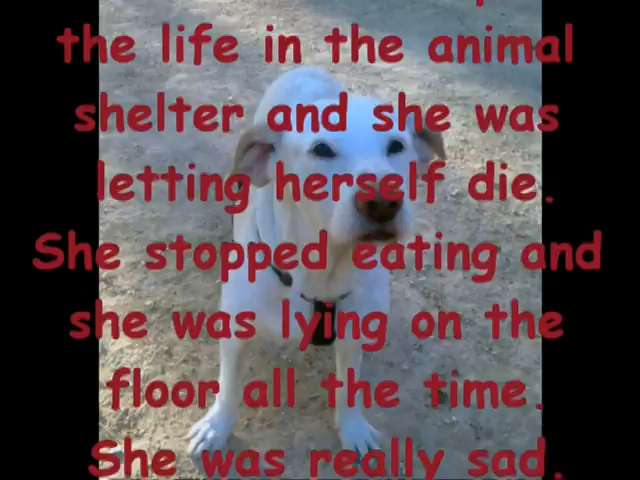 the life in the animal
shelter and she was
letting herself die.
She stopped eating and
she was lying on the
floor all the time.
She was really sad.